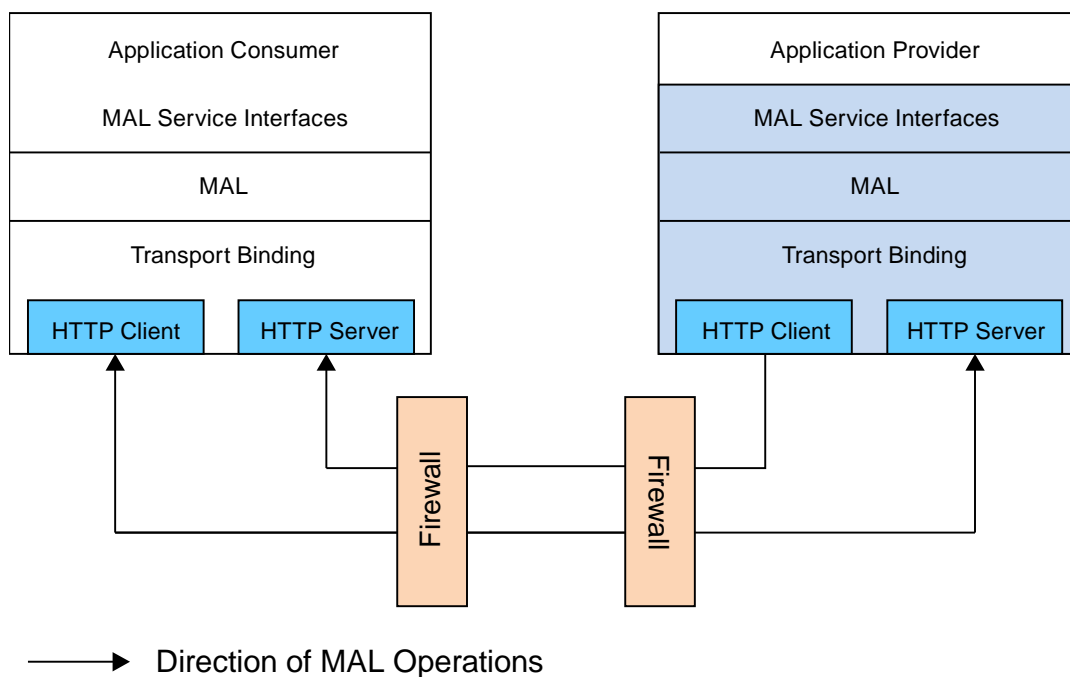 Application Consumer
MAL Service Interfaces
MAL
Transport Binding
HTTP Client
HTTP Server
Application Provider
MAL Service Interfaces
MAL
Transport Binding
HTTP Client
HTTP Server
Firewall
Firewall
Direction of MAL Operations